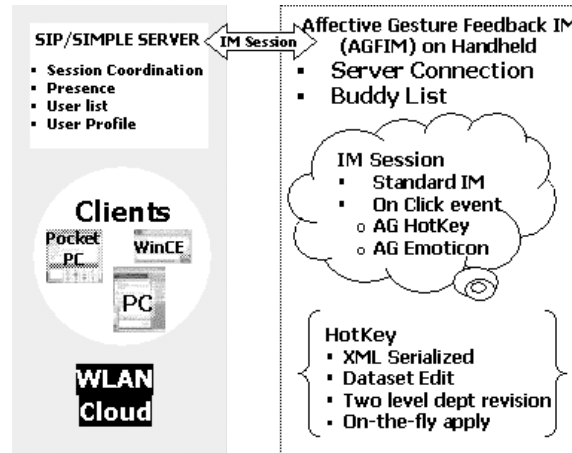 SIP/SIMPLE SERVER
▪ Session Coordination
▪ Presence
▪ User list
▪ User Profile
IM Session
Affective Gesture Feedback IM
(AGFIM) on Handheld
▪ Server Connection
▪ Buddy List
IM Session
▪ Standard IM
▪ On Click event
o AG HotKey
o AG Emoticon
Clients
Pocket
PC
WinCE
PC
WLAN
Cloud
HotKey
▪ XML Serialized
▪ Dataset Edit
▪ Two level dept revision
▪ On-the-fly apply